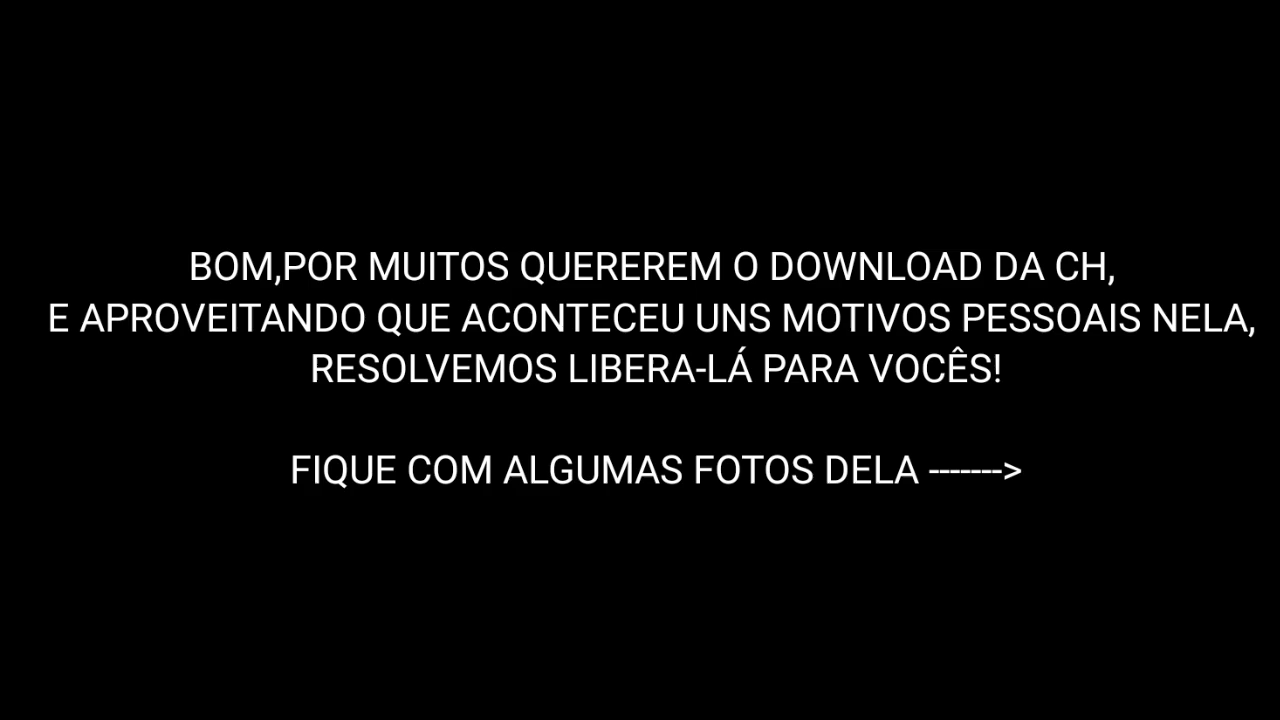 BOM,POR MUITOS QUEREREM O DOWNLOAD DA CH,
E APROVEITANDO QUE ACONTECEU UNS MOTIVOS PESSOAIS NELA,
RESOLVEMOS LIBERA-LÁ PARA VOCÊS!
FIQUE COM ALGUMAS FOTOS DELA ------->